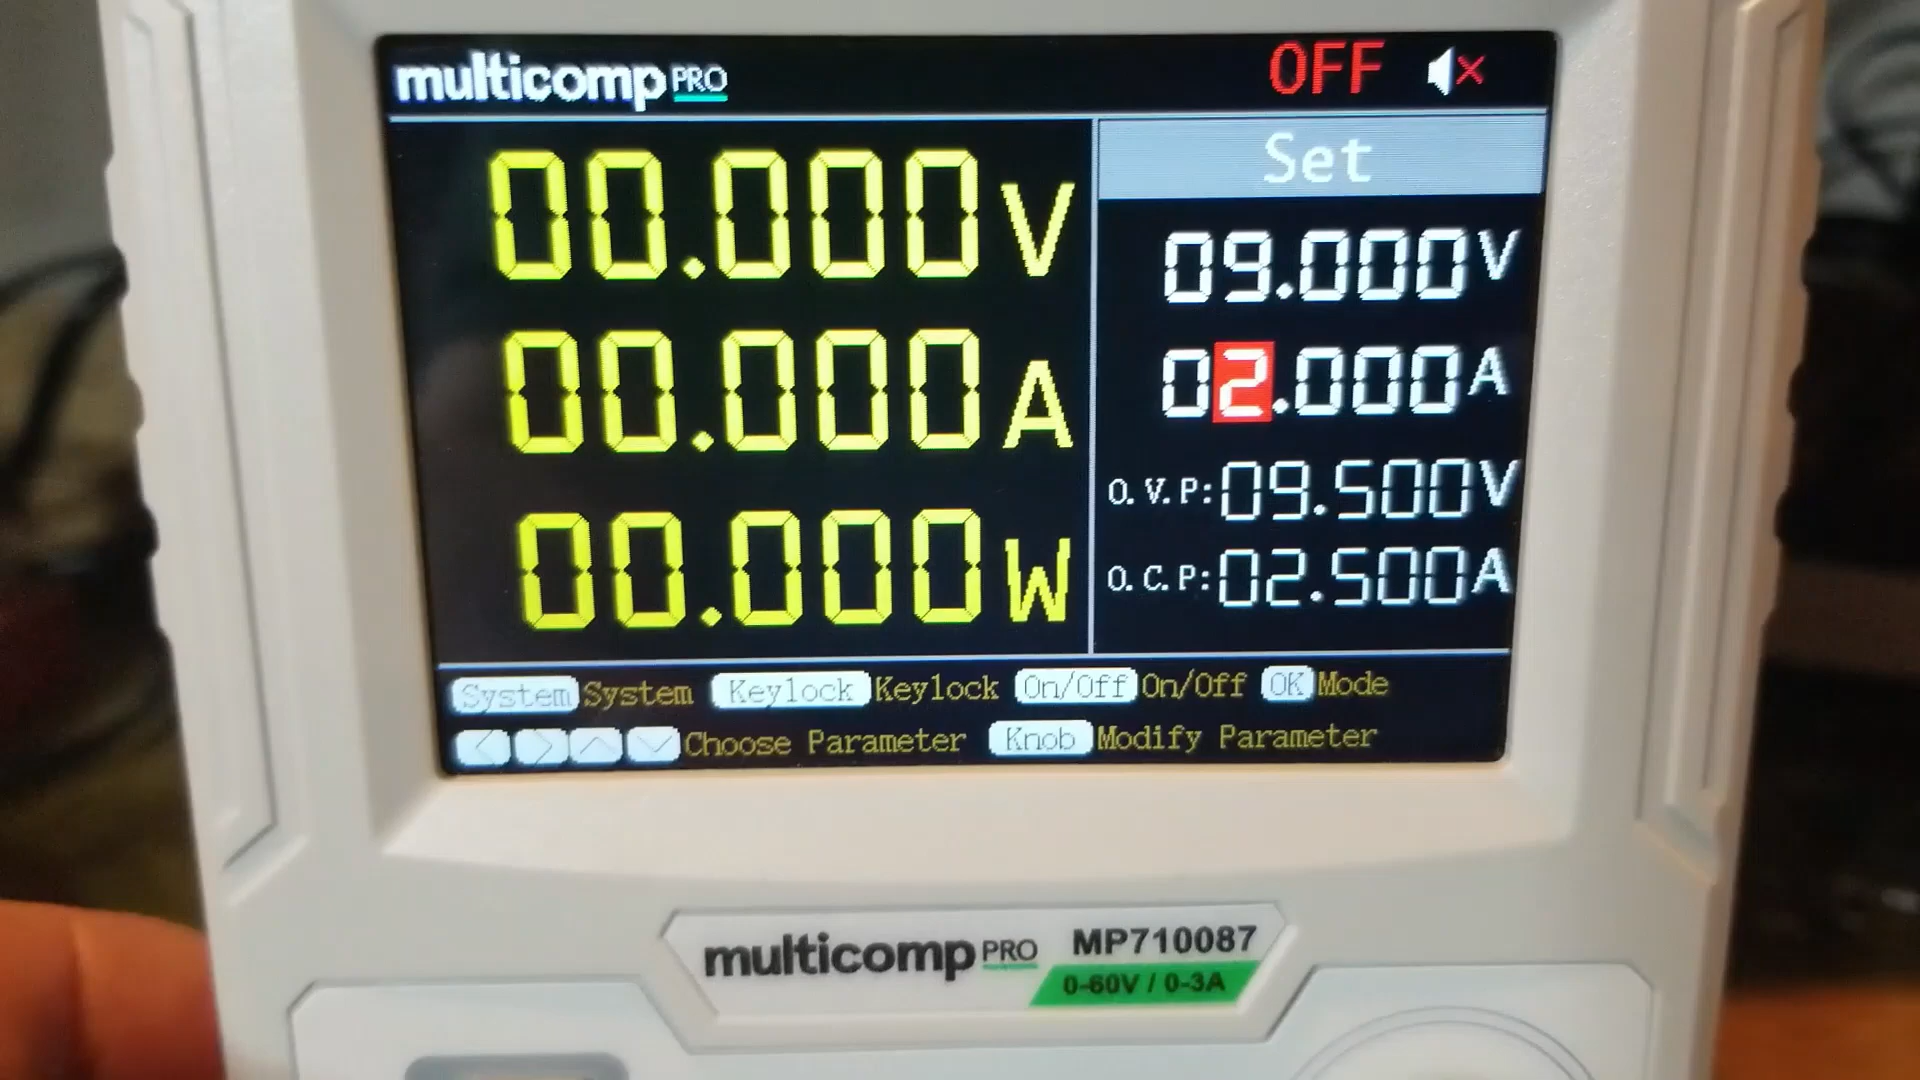 multicomp PRO OFF
Set
00.000V
00.000A
00.000W
09.000V
02.000A
O.V.P:09.500V
O.C.P:02.500A
System System Keylock Keylock On/Off On/Off OK Mode
Choose Parameter Knob Modify Parameter
multicomp PRO MP710087
0-60V / 0-3A